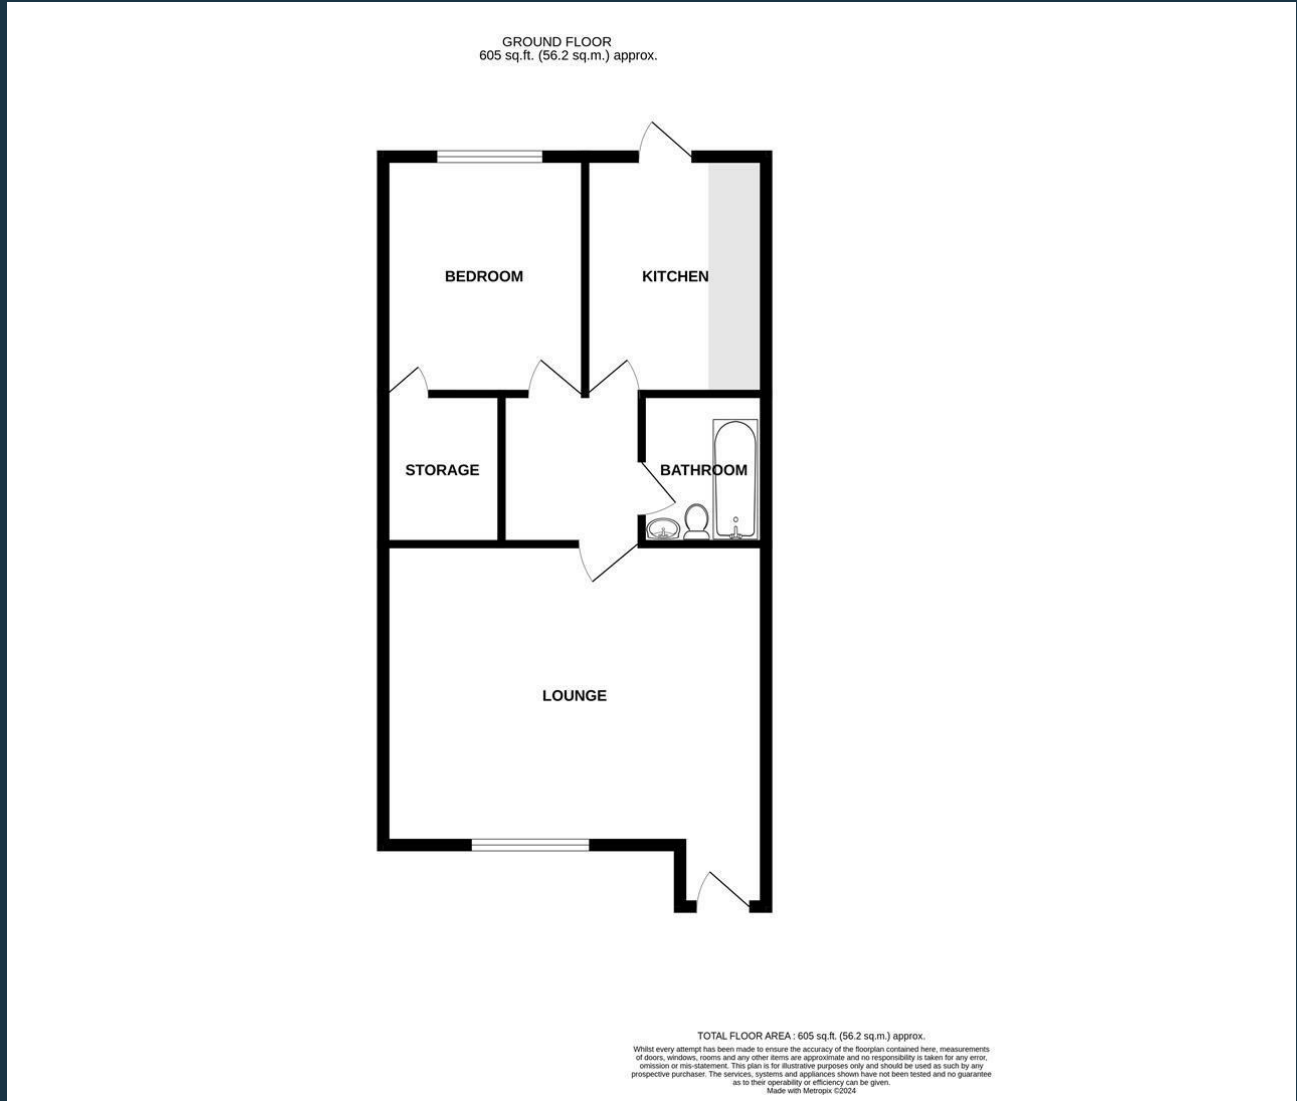 GROUND FLOOR
605 sq.ft. (56.2 sq.m.) approx.
BEDROOM
KITCHEN
STORAGE
BATHROOM
LOUNGE
TOTAL FLOOR AREA : 605 sq.ft. (56.2 sq.m.) approx.
Whilst every attempt has been made to ensure the accuracy of the floorplan contained here, measurements
of doors, windows, rooms and any other items are approximate and no responsibility is taken for any error,
omission or mis-statement. This plan is for illustrative purposes only and should be used as such by any
prospective purchaser. The services, systems and appliances shown have not been tested and no guarantee
as to their operability or efficiency can be given.
Made with Metropix ©2024